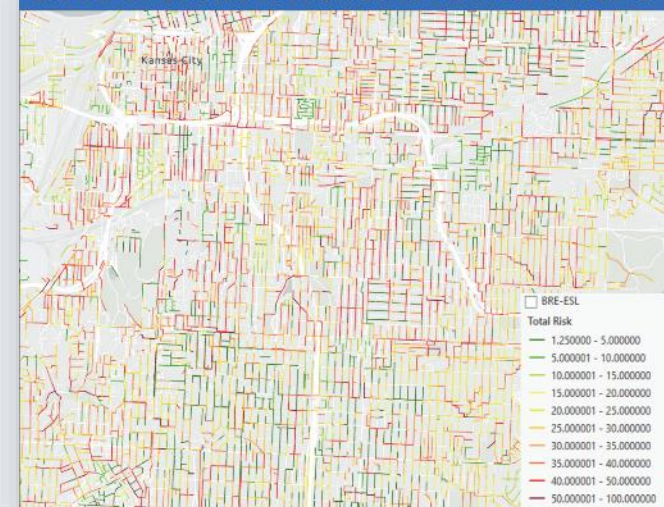 Kansas City
BRE-ESL
Total Risk
1.250000 - 5.000000
5.000001 - 10.000000
10.000001 - 15.000000
15.000001 - 20.000000
20.000001 - 25.000000
25.000001 - 30.000000
30.000001 - 35.000000
35.000001 - 40.000000
40.000001 - 50.000000
50.000001 - 100.000000